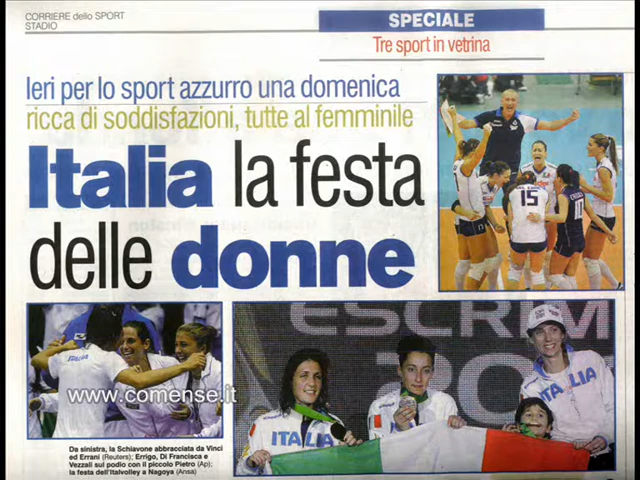 CORRIERE dello SPORT
STADIO
SPECIALE
Tre sport in vetrina
Ieri per lo sport azzurro una domenica
ricca di soddisfazioni, tutte al femminile
Italia la festa
delle donne
15
10
ESCRIM
20
ITALIA
ITALIA
www.comense.it
Da sinistra, la Schiavone abbracciata da Vinci
ed Errani (Reuters); Errigo, Di Francisca e
Vezzali sul podio con il piccolo Pietro (Ap);
la festa dell'Italvolley a Nagoya (Ansa)